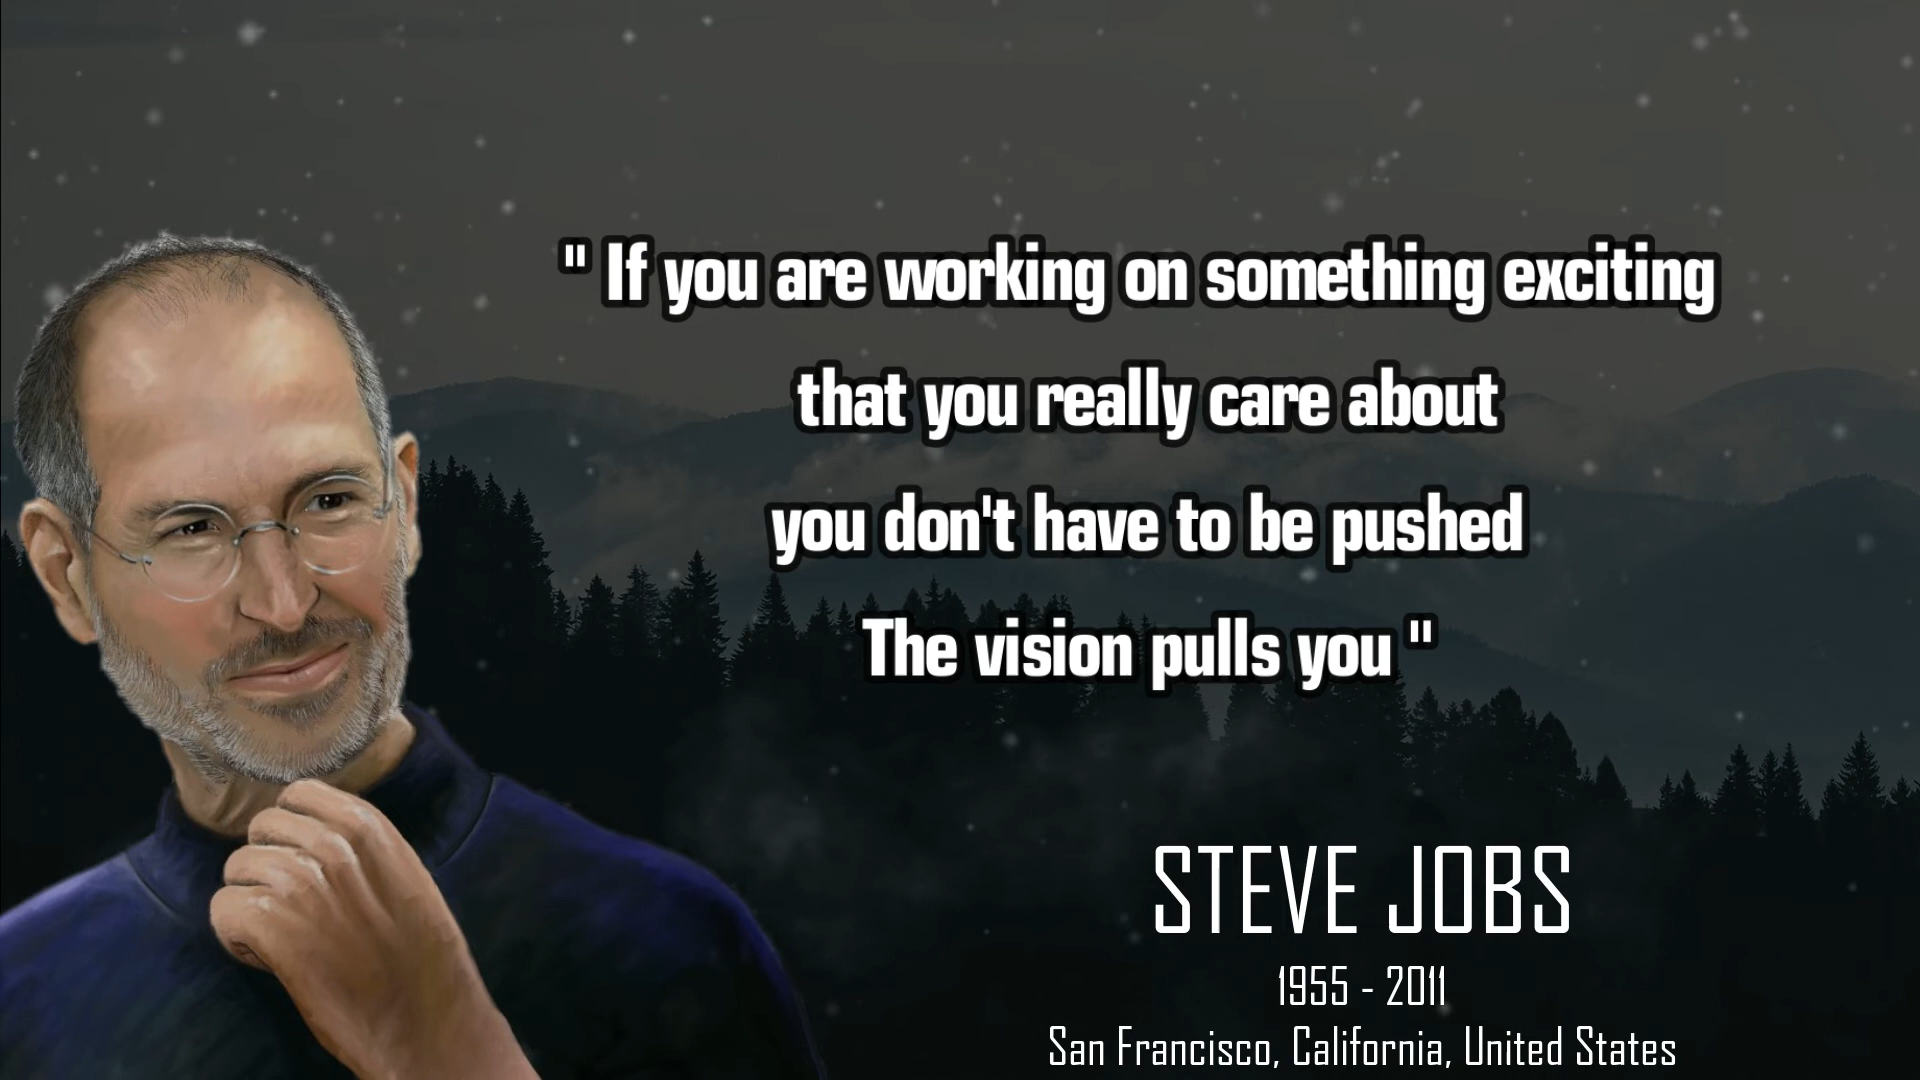 " If you are working on something exciting
that you really care about
you don't have to be pushed
The vision pulls you "
STEVE JOBS
1955 - 2011
San Francisco, California, United States